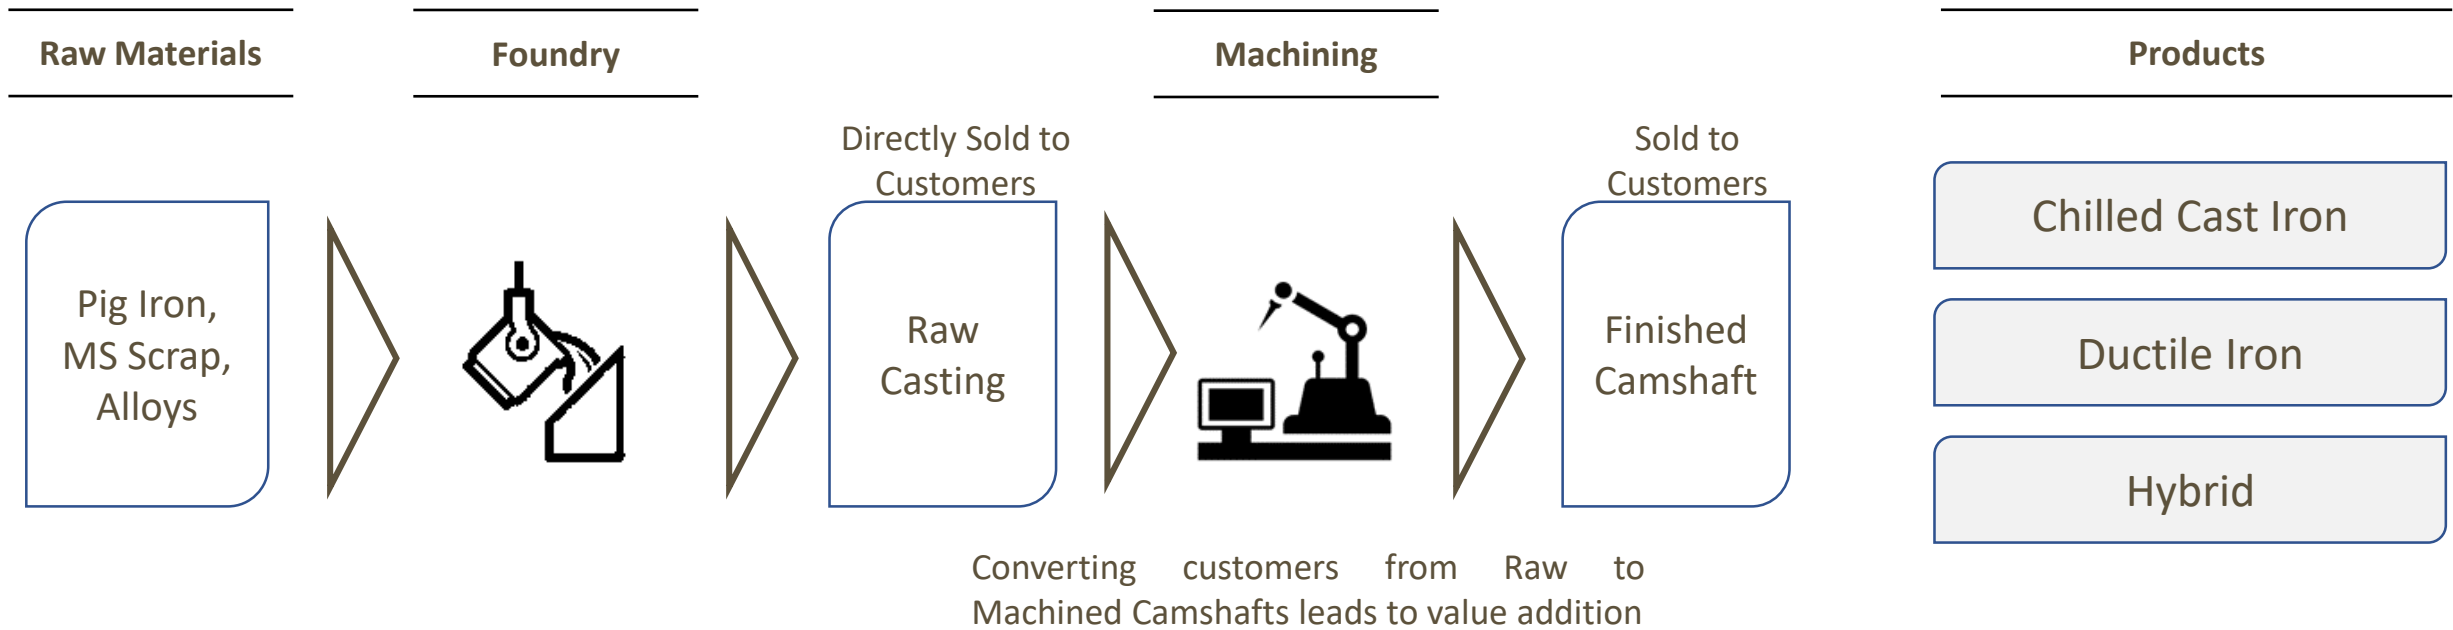 Raw Materials
Foundry
Machining
Products
Directly Sold to
Customers
Sold to
Customers
Pig Iron,
MS Scrap,
Alloys
Raw
Casting
Finished
Camshaft
Chilled Cast Iron
Ductile Iron
Hybrid
Converting customers from Raw to
Machined Camshafts leads to value addition